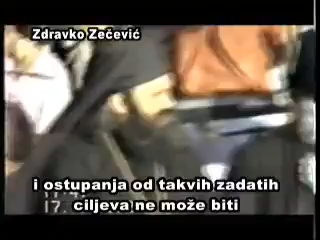 Zdravko Zečević
i ostupanja od takvih zadatih
ciljeva ne može biti